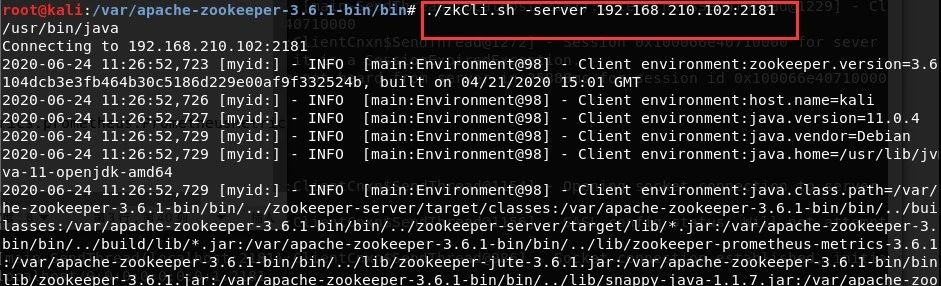 root@kali:/var/apache-zookeeper-3.6.1-bin/bin# ./zkCli.sh -server 192.168.210.102:2181
/usr/bin/java
Connecting to 192.168.210.102:2181
2020-06-24 11:26:52,723 [myid:] - INFO [main:Environment@98] - Client environment:zookeeper.version=3.6
104dcb3e3fb464b30c5186d229e00af9f332524b, built on 04/21/2020 15:01 GMT
2020-06-24 11:26:52,726 [myid:] - INFO [main:Environment@98] - Client environment:host.name=kali
2020-06-24 11:26:52,729 [myid:] - INFO [main:Environment@98] - Client environment:java.version=11.0.4
2020-06-24 11:26:52,729 [myid:] - INFO [main:Environment@98] - Client environment:java.vendor=Debian
2020-06-24 11:26:52,729 [myid:] - INFO [main:Environment@98] - Client environment:java.home=/usr/lib/jv
va-11-openjdk-amd64
2020-06-24 11:26:52,729 [myid:] - INFO [main:Environment@98] - Client environment:java.class.path=/var/
he-zookeeper-3.6.1-bin/bin/../zookeeper-server/target/classes:/var/apache-zookeeper-3.6.1-bin/bin/../bui
lasses:/var/apache-zookeeper-3.6.1-bin/bin/../zookeeper-server/target/lib/*.jar:/var/apache-zookeeper-3.
bin/bin/../build/lib/*.jar:/var/apache-zookeeper-3.6.1-bin/bin/../lib/zookeeper-prometheus-metrics-3.6.1
:/var/apache-zookeeper-3.6.1-bin/bin/../lib/zookeeper-jute-3.6.1.jar:/var/apache-zookeeper-3.6.1-bin/bin
/lib/zookeeper-3.6.1.jar:/var/apache-zookeeper-3.6.1-bin/bin/../lib/snappy-java-1.1.7.jar:/var/apache-zoo